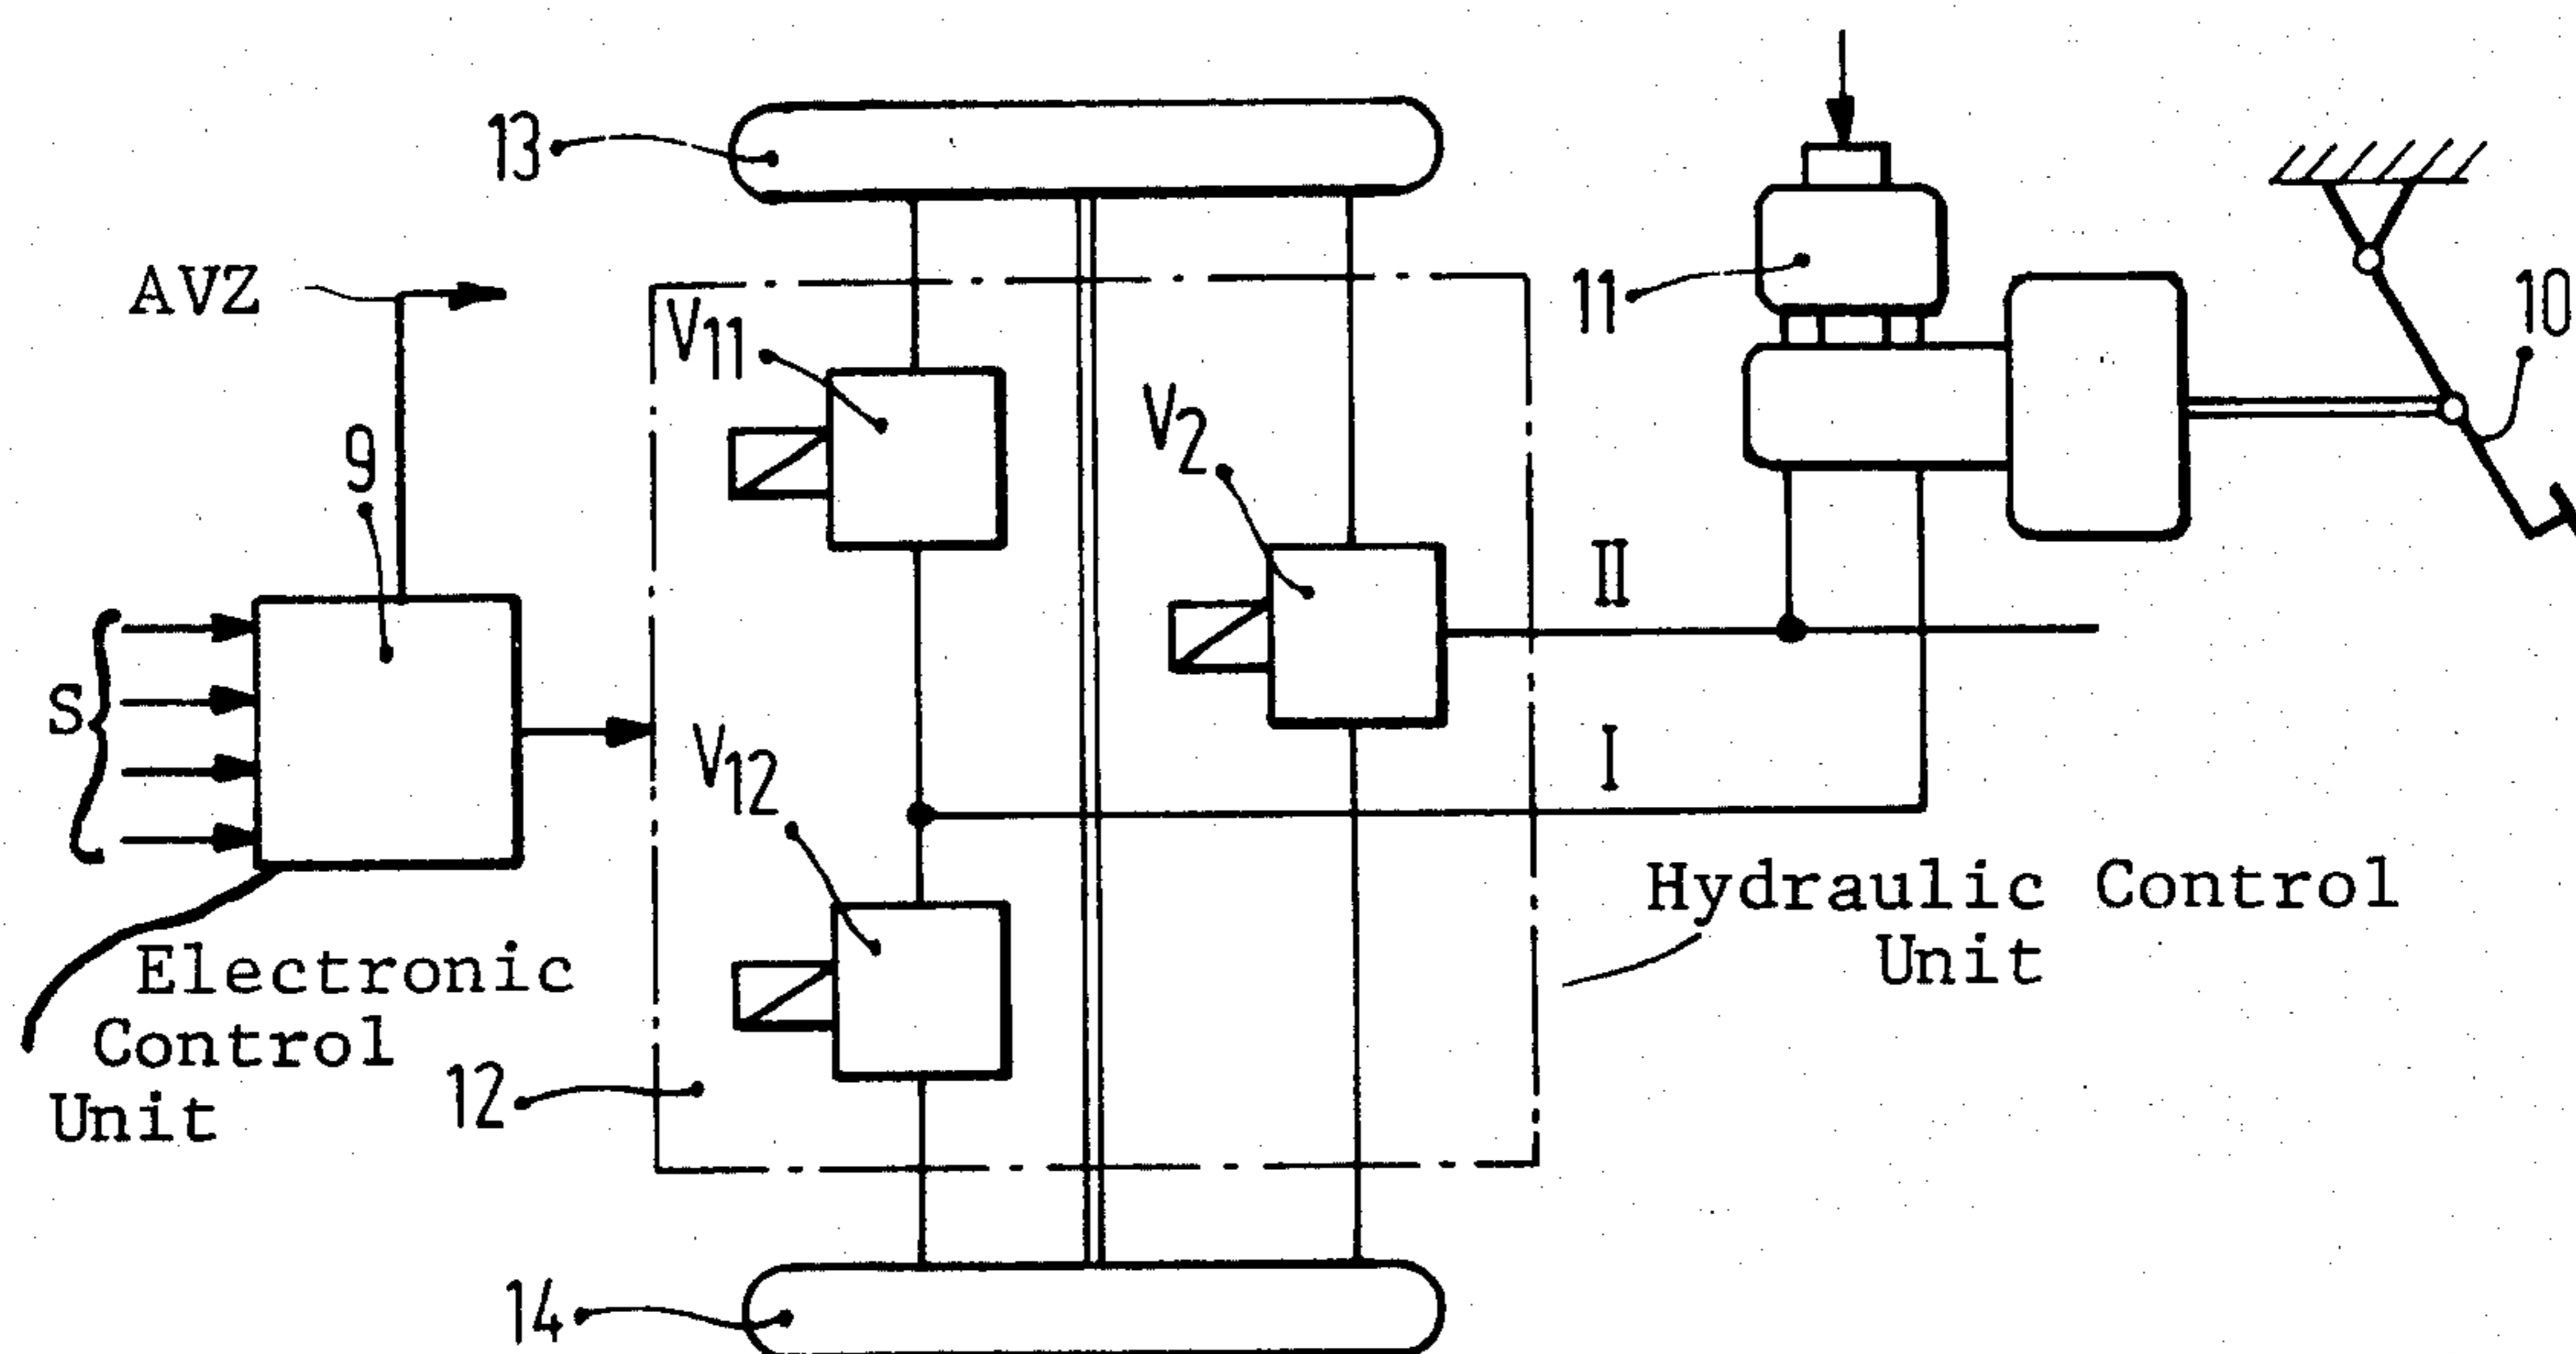 13
AVZ
V11
11
10
9
V2
II
S
V12
I
Hydraulic Control
Unit
Electronic
Control
Unit
12
14